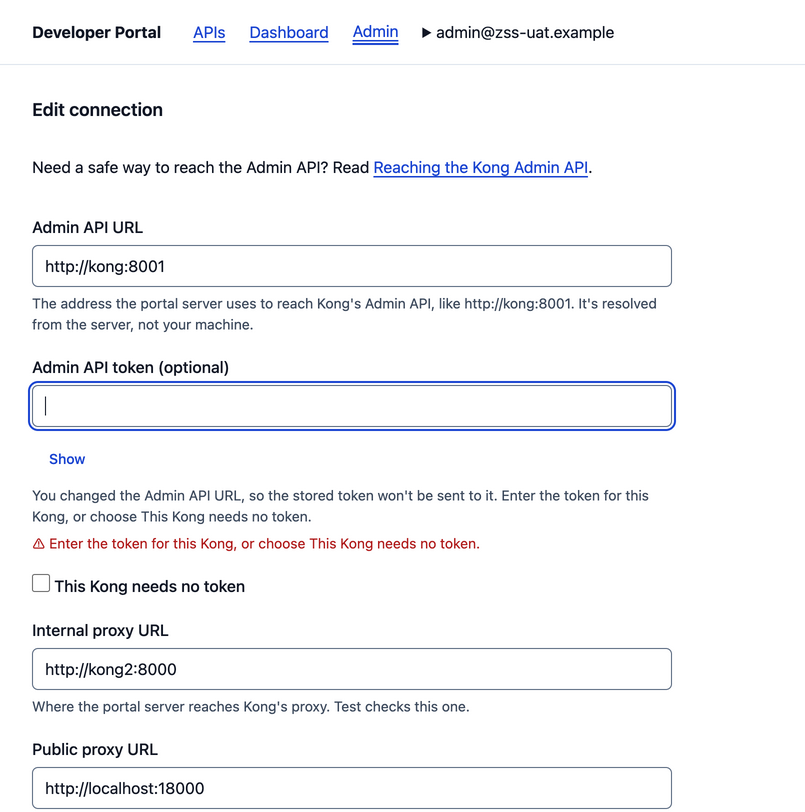 Developer Portal APIs Dashboard Admin ▶ admin@zss-uat.example
Edit connection
Need a safe way to reach the Admin API? Read Reaching the Kong Admin API.
Admin API URL
http://kong:8001
The address the portal server uses to reach Kong's Admin API, like http://kong:8001. It's resolved
from the server, not your machine.
Admin API token (optional)
Show
You changed the Admin API URL, so the stored token won't be sent to it. Enter the token for this
Kong, or choose This Kong needs no token.
⚠ Enter the token for this Kong, or choose This Kong needs no token.
This Kong needs no token
Internal proxy URL
http://kong2:8000
Where the portal server reaches Kong's proxy. Test checks this one.
Public proxy URL
http://localhost:18000